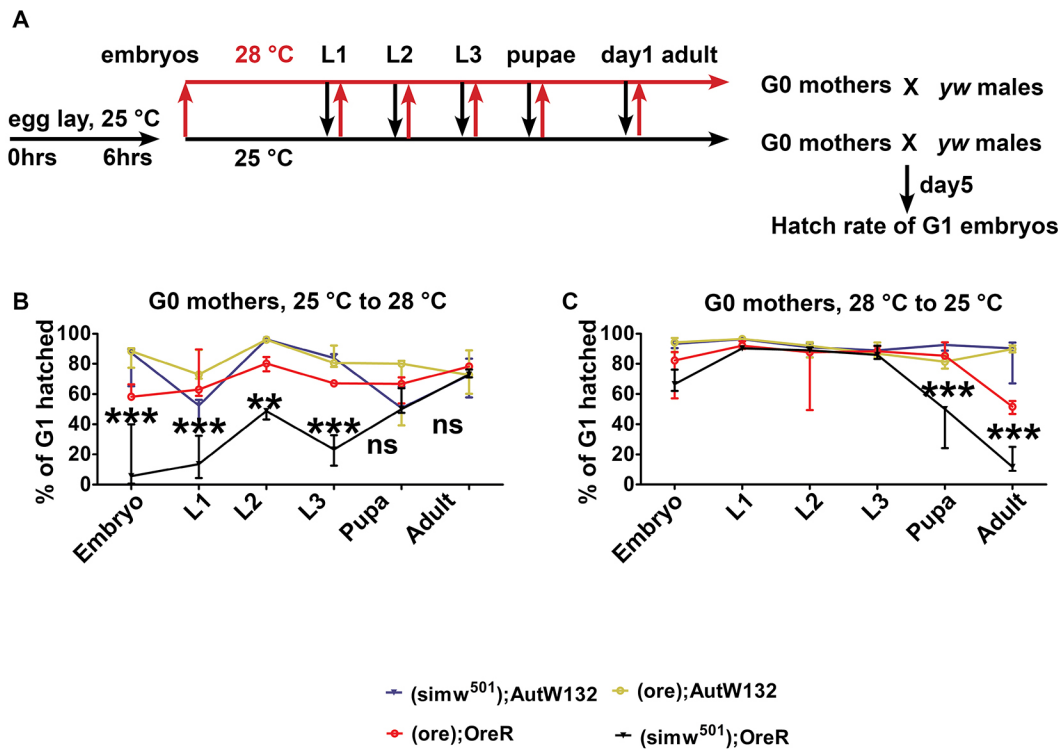 A
embryos 28 °C L1 L2 L3 pupae day1 adult
G0 mothers X yw males
egg lay, 25 °C
0hrs 6hrs 25 °C
G0 mothers X yw males
day5
Hatch rate of G1 embryos
B
G0 mothers, 25 °C to 28 °C
% of G1 hatched
100
80
60
40
20
0
***
***
**
***
ns
ns
Embryo
L1
L2
L3
Pupa
Adult
C
G0 mothers, 28 °C to 25 °C
% of G1 hatched
100
80
60
40
20
0
***
***
Embryo
L1
L2
L3
Pupa
Adult
(simw501);AutW132
(ore);AutW132
(ore);OreR
(simw501);OreR